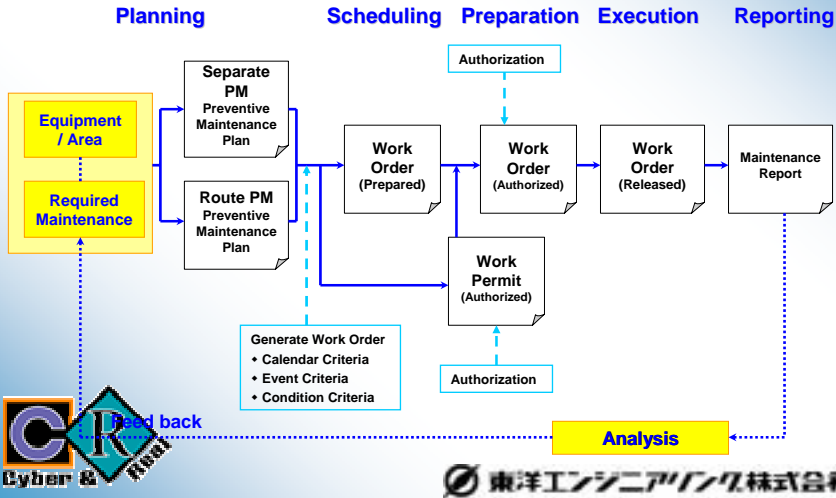 Planning Scheduling Preparation Execution Reporting
Authorization
Separate
PM
Preventive
Maintenance
Plan
Equipment
/ Area
Required
Maintenance
Route PM
Preventive
Maintenance
Plan
Work
Order
(Prepared)
Work
Order
(Authorized)
Work
Order
(Released)
Maintenance
Report
Work
Permit
(Authorized)
Generate Work Order
• Calendar Criteria
• Event Criteria
• Condition Criteria
Authorization
Feed back
Analysis
C R
Cyber & Real
東洋エンジニアリング株式会社